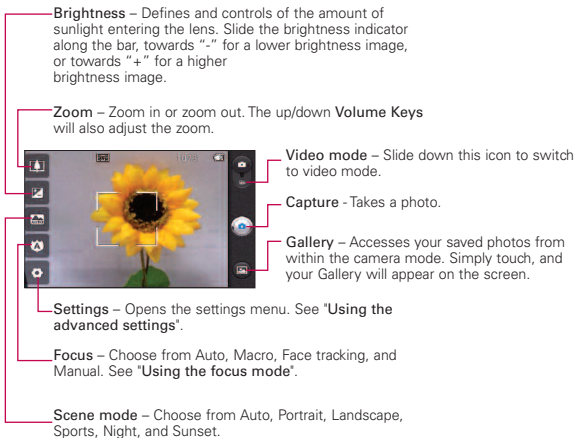 Brightness – Defines and controls of the amount of
sunlight entering the lens. Slide the brightness indicator
along the bar, towards “-” for a lower brightness image,
or towards “+” for a higher
brightness image.
Zoom – Zoom in or zoom out. The up/down Volume Keys
will also adjust the zoom.
Video mode – Slide down this icon to switch
to video mode.
Capture - Takes a photo.
Gallery – Accesses your saved photos from
within the camera mode. Simply touch, and
your Gallery will appear on the screen.
Settings – Opens the settings menu. See "Using the
advanced settings".
Focus – Choose from Auto, Macro, Face tracking, and
Manual. See "Using the focus mode".
Scene mode – Choose from Auto, Portrait, Landscape,
Sports, Night, and Sunset.